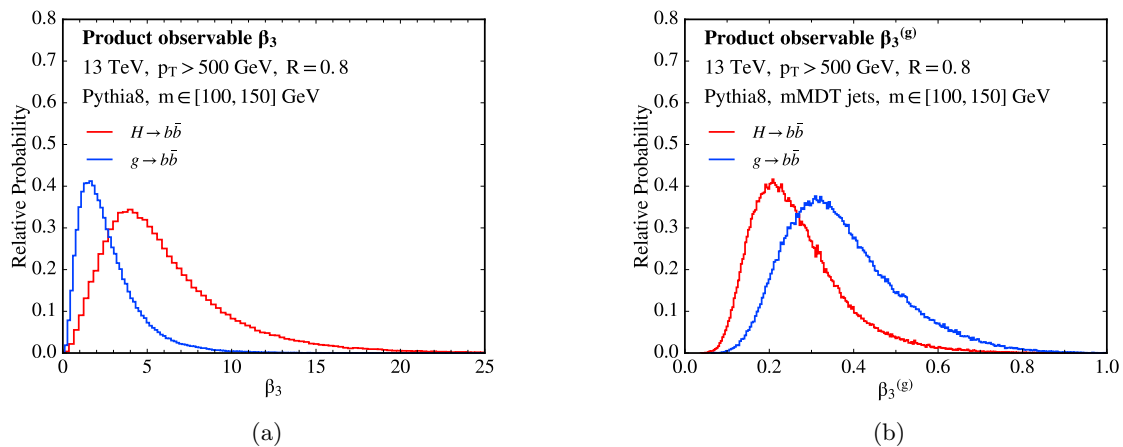 Product observable β₃
13 TeV, p_T > 500 GeV, R = 0.8
Pythia8, m ∈ [100, 150] GeV
H → bb̄
g → bb̄
Relative Probability
0.8
0.7
0.6
0.5
0.4
0.3
0.2
0.1
0.0
0 5 10 15 20 25
β₃
(a)
Product observable β₃⁽ᵍ⁾
13 TeV, p_T > 500 GeV, R = 0.8
Pythia8, mMDT jets, m ∈ [100, 150] GeV
H → bb̄
g → bb̄
Relative Probability
0.8
0.7
0.6
0.5
0.4
0.3
0.2
0.1
0.0
0.0 0.2 0.4 0.6 0.8 1.0
β₃⁽ᵍ⁾
(b)